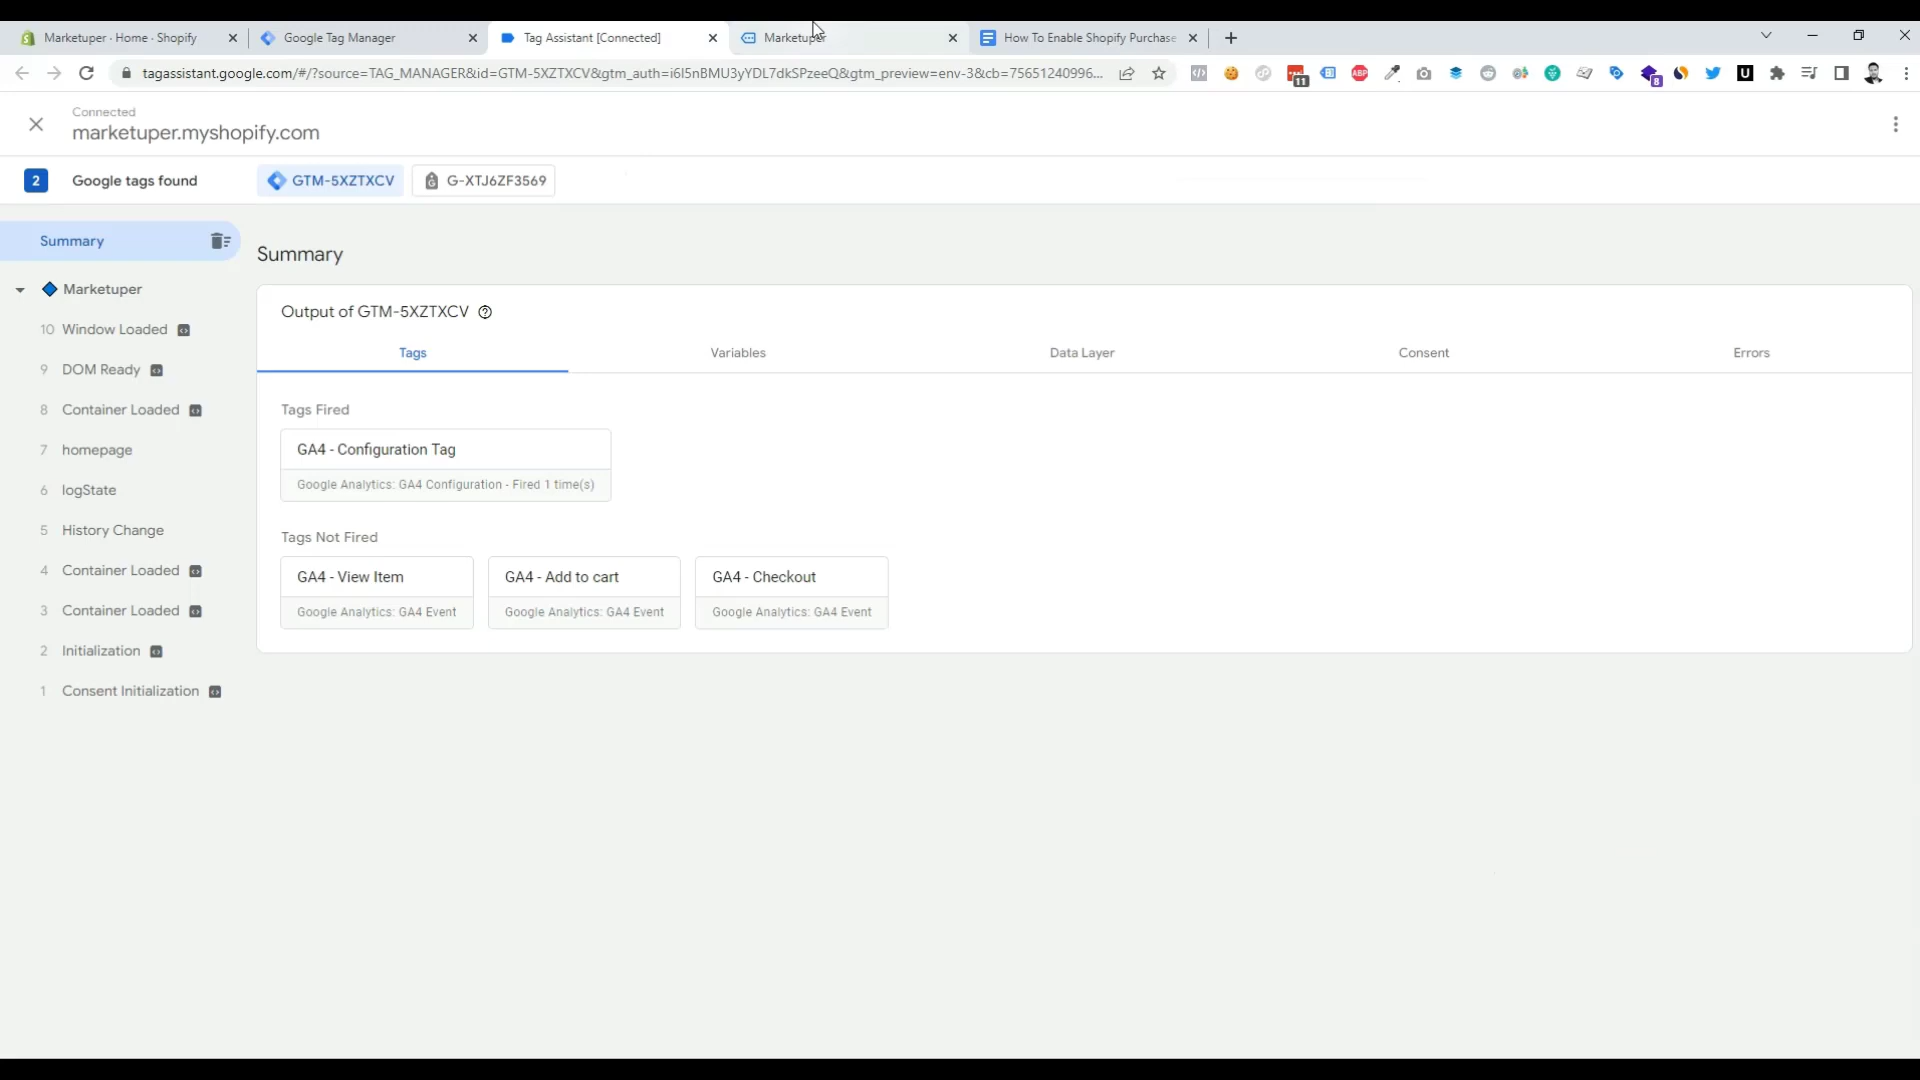 Marketuper · Home · Shopify
Google Tag Manager
Tag Assistant [Connected]
Marketuper
How To Enable Shopify Purchase
tagassistant.google.com/#/?source=TAG_MANAGER&id=GTM-5XZTXCV&gtm_auth=i6I5nBMU3yYDL7dkSPzeeQ&gtm_preview=env-3&cb=75651240996...
11
ABP
8
U
Connected
marketuper.myshopify.com
2
Google tags found
GTM-5XZTXCV
G-XTJ6ZF3569
Summary
Marketuper
10 Window Loaded
9 DOM Ready
8 Container Loaded
7 homepage
6 logState
5 History Change
4 Container Loaded
3 Container Loaded
2 Initialization
1 Consent Initialization
Summary
Output of GTM-5XZTXCV
Tags
Variables
Data Layer
Consent
Errors
Tags Fired
GA4 - Configuration Tag
Google Analytics: GA4 Configuration - Fired 1 time(s)
Tags Not Fired
GA4 - View Item
Google Analytics: GA4 Event
GA4 - Add to cart
Google Analytics: GA4 Event
GA4 - Checkout
Google Analytics: GA4 Event